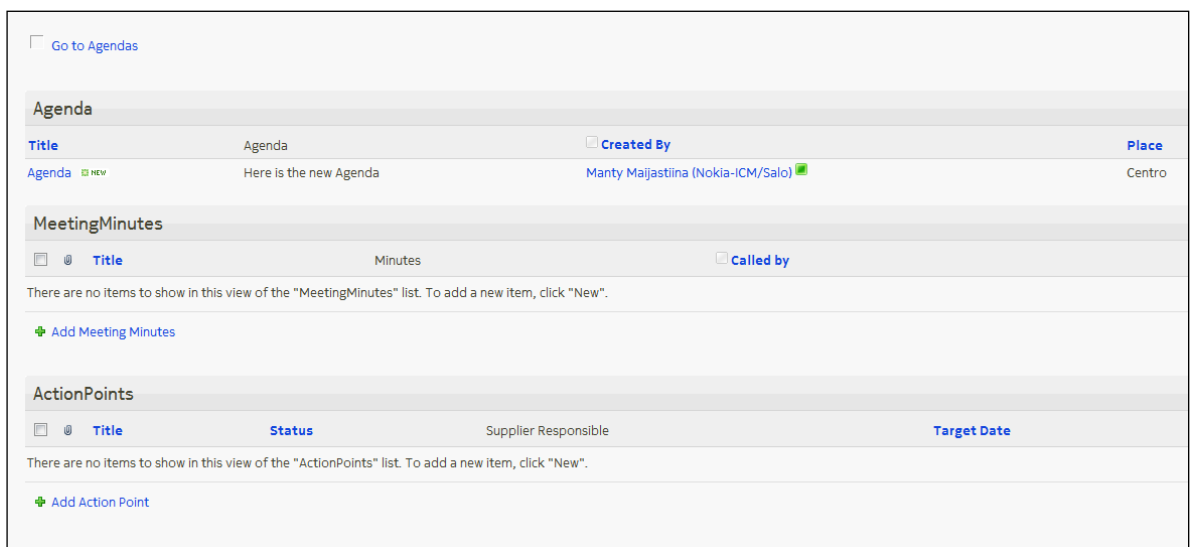 Go to Agendas
Agenda
Title Agenda Created By Place
Agenda NEW Here is the new Agenda Manty Maijastiina (Nokia-ICM/Salo) Centro
MeetingMinutes
Title Minutes Called by
There are no items to show in this view of the "MeetingMinutes" list. To add a new item, click "New".
Add Meeting Minutes
ActionPoints
Title Status Supplier Responsible Target Date
There are no items to show in this view of the "ActionPoints" list. To add a new item, click "New".
Add Action Point